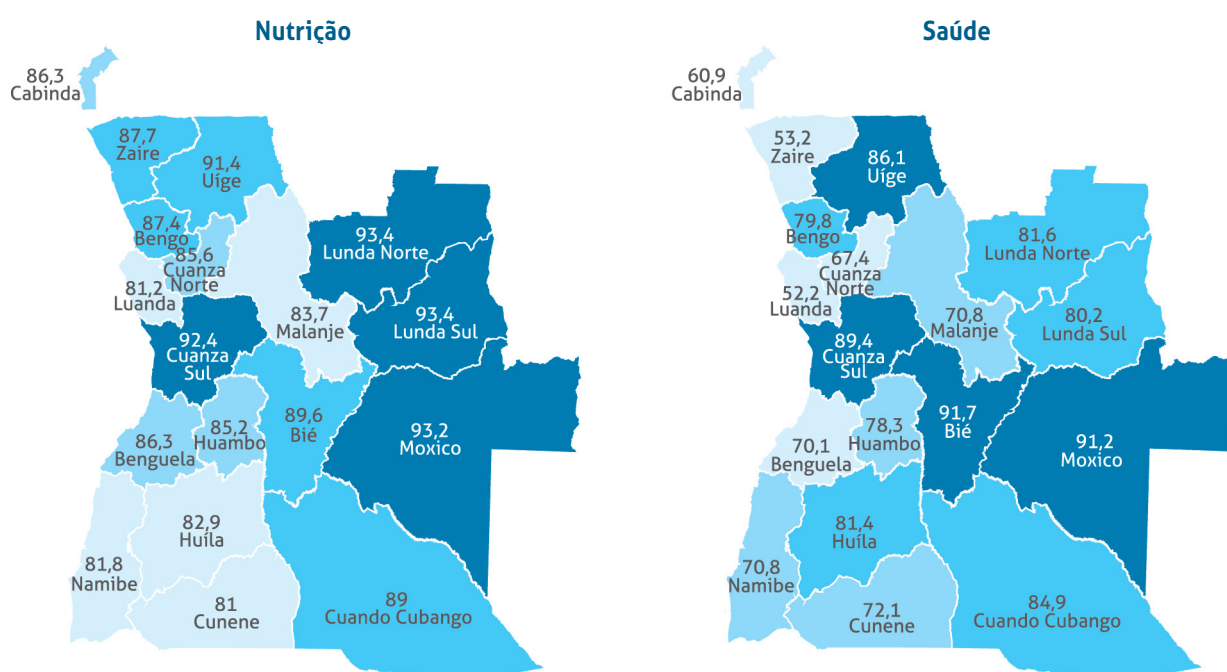 Nutrição
86,3
Cabinda
87,7
Zaire
91,4
Uíge
87,4
Bengo
85,6
Cuanza
Norte
93,4
Lunda Norte
81,2
Luanda
83,7
Malanje
93,4
Lunda Sul
92,4
Cuanza
Sul
89,6
Bié
93,2
Moxico
86,3
Benguela
85,2
Huambo
82,9
Huíla
81,8
Namibe
81
Cunene
89
Cuando Cubango
Saúde
60,9
Cabinda
53,2
Zaire
86,1
Uíge
79,8
Bengo
67,4
Cuanza
Norte
81,6
Lunda Norte
52,2
Luanda
70,8
Malanje
80,2
Lunda Sul
89,4
Cuanza
Sul
91,7
Bié
91,2
Moxico
70,1
Benguela
78,3
Huambo
81,4
Huíla
70,8
Namibe
72,1
Cunene
84,9
Cuando Cubango